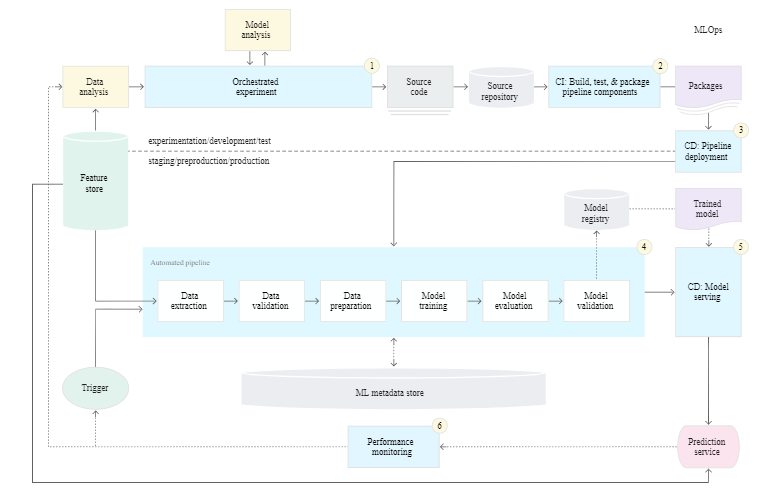 MLOps
Model
analysis
1
2
Data
analysis
Orchestrated
experiment
Source
code
Source
repository
CI: Build, test, & package
pipeline components
Packages
3
experimentation/development/test
staging/preproduction/production
CD: Pipeline
deployment
Feature
store
Model
registry
Trained
model
4
5
Automated pipeline
Data
extraction
Data
validation
Data
preparation
Model
training
Model
evaluation
Model
validation
CD: Model
serving
Trigger
ML metadata store
6
Performance
monitoring
Prediction
service